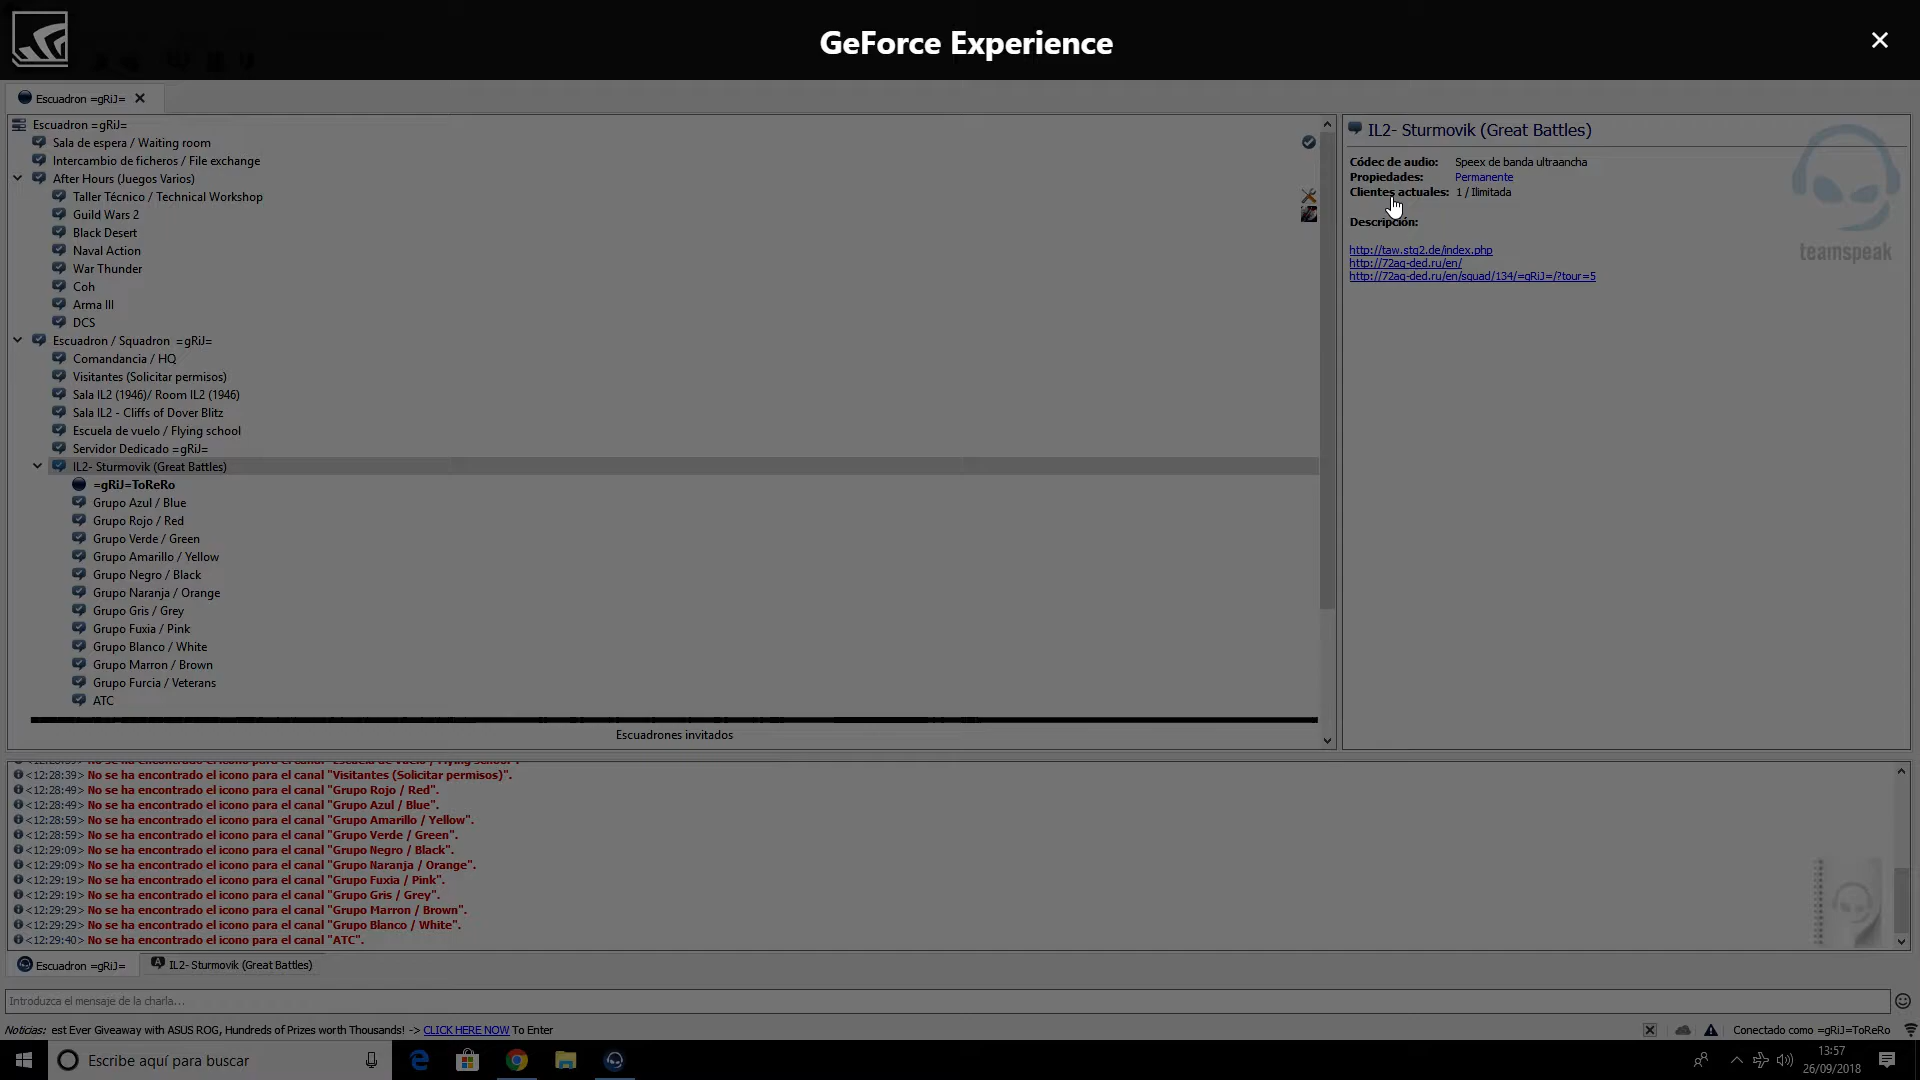 GeForce Experience
Escuadron =gRiJ=
Escuadron =gRiJ=
Sala de espera / Waiting room
Intercambio de ficheros / File exchange
After Hours (Juegos Varios)
Taller Técnico / Technical Workshop
Guild Wars 2
Black Desert
Naval Action
War Thunder
Coh
Arma III
DCS
Escuadron / Squadron =gRiJ=
Comandancia / HQ
Visitantes (Solicitar permisos)
Sala IL2 (1946)/ Room IL2 (1946)
Sala IL2 - Cliffs of Dover Blitz
Escuela de vuelo / Flying school
Servidor Dedicado =gRiJ=
IL2- Sturmovik (Great Battles)
=gRiJ=ToReRo
Grupo Azul / Blue
Grupo Rojo / Red
Grupo Verde / Green
Grupo Amarillo / Yellow
Grupo Negro / Black
Grupo Naranja / Orange
Grupo Gris / Grey
Grupo Fuxia / Pink
Grupo Blanco / White
Grupo Marron / Brown
Grupo Furcia / Veterans
ATC
Escuadrones invitados
IL2- Sturmovik (Great Battles)
Códec de audio: Speex de banda ultraancha
Propiedades: Permanente
Clientes actuales: 1 / Ilimitada
Descripción:
http://taw.stg2.de/index.php
http://72ag-ded.ru/en/
http://72ag-ded.ru/en/squad/134/=gRiJ=/?tour=5
teamspeak
<12:28:39> No se ha encontrado el icono para el canal "Visitantes (Solicitar permisos)".
<12:28:49> No se ha encontrado el icono para el canal "Grupo Rojo / Red".
<12:28:49> No se ha encontrado el icono para el canal "Grupo Azul / Blue".
<12:28:59> No se ha encontrado el icono para el canal "Grupo Amarillo / Yellow".
<12:28:59> No se ha encontrado el icono para el canal "Grupo Verde / Green".
<12:29:09> No se ha encontrado el icono para el canal "Grupo Negro / Black".
<12:29:09> No se ha encontrado el icono para el canal "Grupo Naranja / Orange".
<12:29:19> No se ha encontrado el icono para el canal "Grupo Fuxia / Pink".
<12:29:19> No se ha encontrado el icono para el canal "Grupo Gris / Grey".
<12:29:29> No se ha encontrado el icono para el canal "Grupo Marron / Brown".
<12:29:29> No se ha encontrado el icono para el canal "Grupo Blanco / White".
<12:29:40> No se ha encontrado el icono para el canal "ATC".
Escuadron =gRiJ=
IL2- Sturmovik (Great Battles)
Introduzca el mensaje de la charla...
Noticias: est Ever Giveaway with ASUS ROG, Hundreds of Prizes worth Thousands! -> CLICK HERE NOW To Enter
Conectado como =gRiJ=ToReRo
Escribe aquí para buscar
13:57
26/09/2018